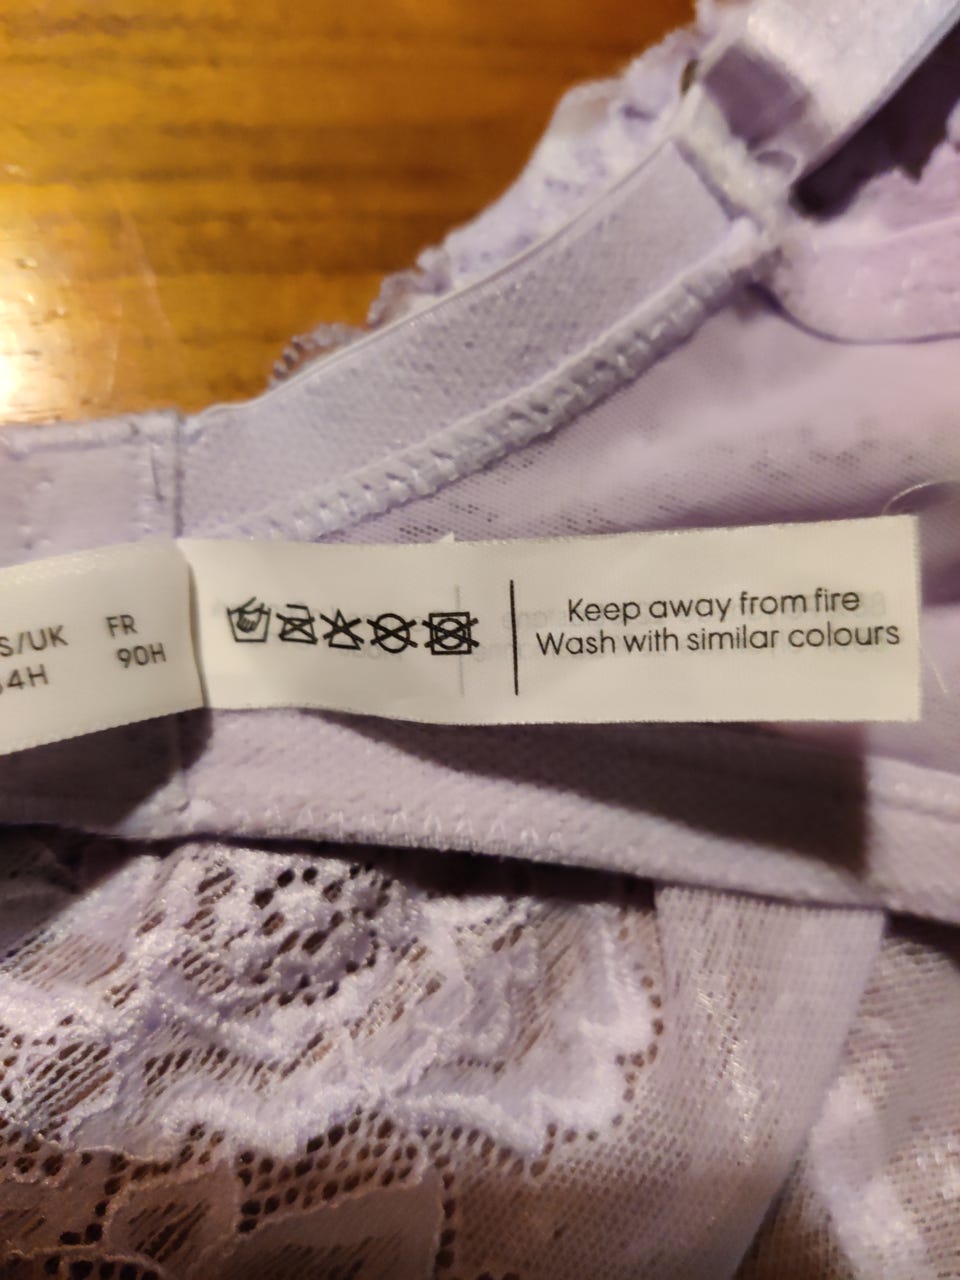 S/UK
4H
FR
90H
Keep away from fire
Wash with similar colours